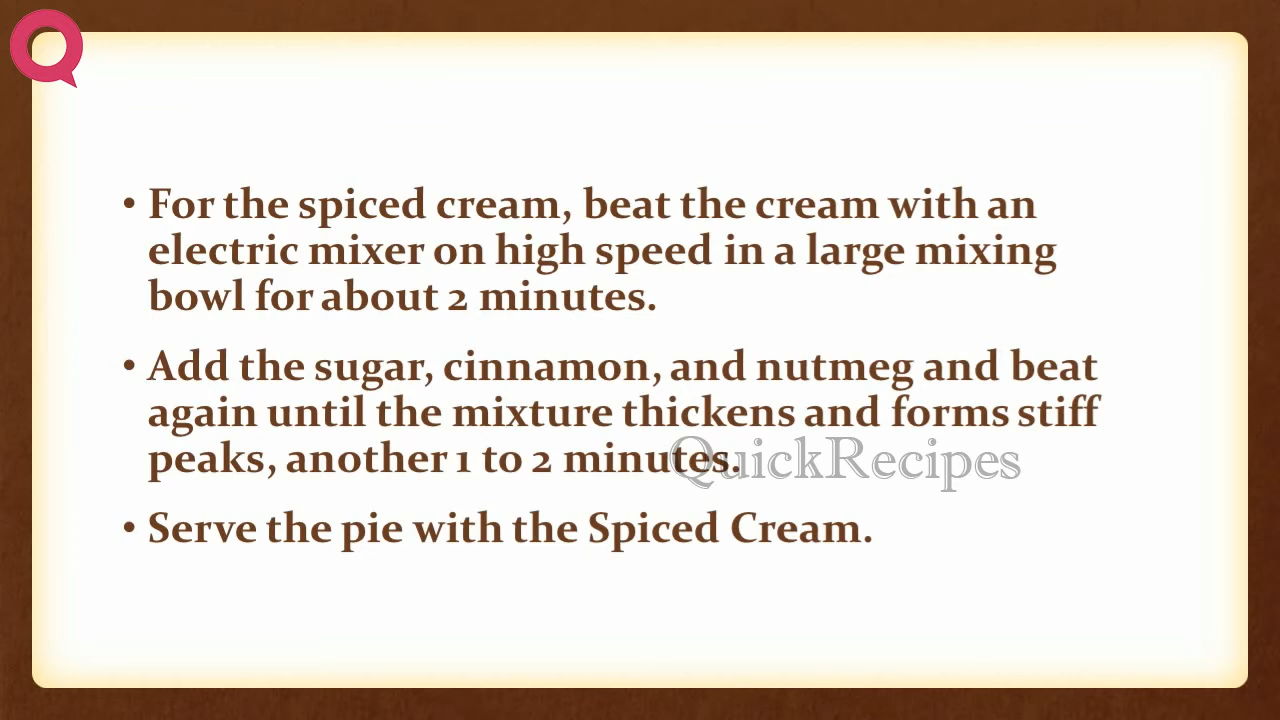 • For the spiced cream, beat the cream with an
electric mixer on high speed in a large mixing
bowl for about 2 minutes.
• Add the sugar, cinnamon, and nutmeg and beat
again until the mixture thickens and forms stiff
peaks, another 1 to 2 minutes.
QuickRecipes
• Serve the pie with the Spiced Cream.